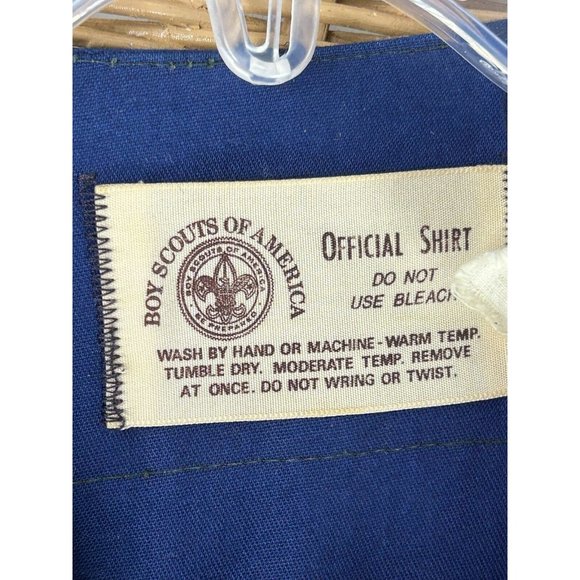 BOY SCOUTS OF AMERICA
BOY SCOUTS OF AMERICA
BE PREPARED
OFFICIAL SHIRT
DO NOT
USE BLEACH
WASH BY HAND OR MACHINE-WARM TEMP.
TUMBLE DRY. MODERATE TEMP. REMOVE
AT ONCE. DO NOT WRING OR TWIST.